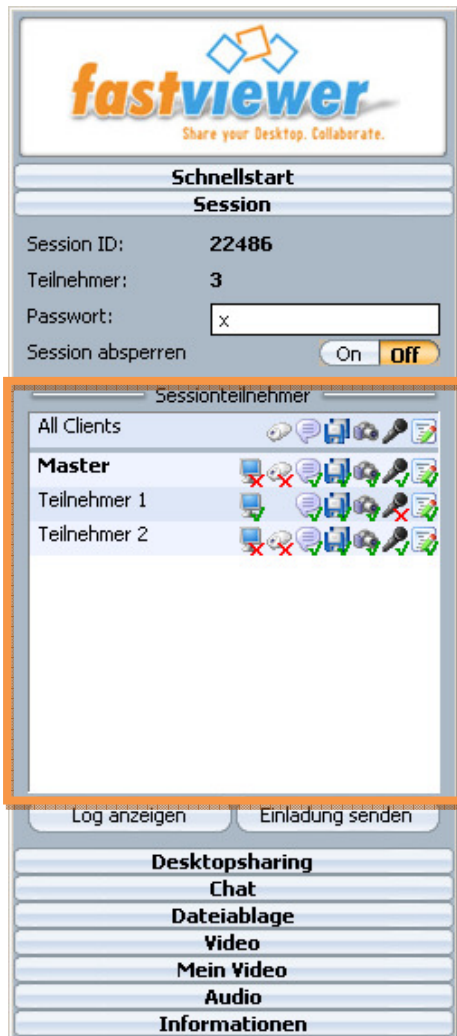 fastviewer
Share your Desktop. Collaborate.
Schnellstart
Session
Session ID: 22486
Teilnehmer: 3
Passwort: x
Session absperren On Off
Sessionteilnehmer
All Clients
Master
Teilnehmer 1
Teilnehmer 2
Log anzeigen Einladung senden
Desktopsharing
Chat
Dateiablage
Video
Mein Video
Audio
Informationen